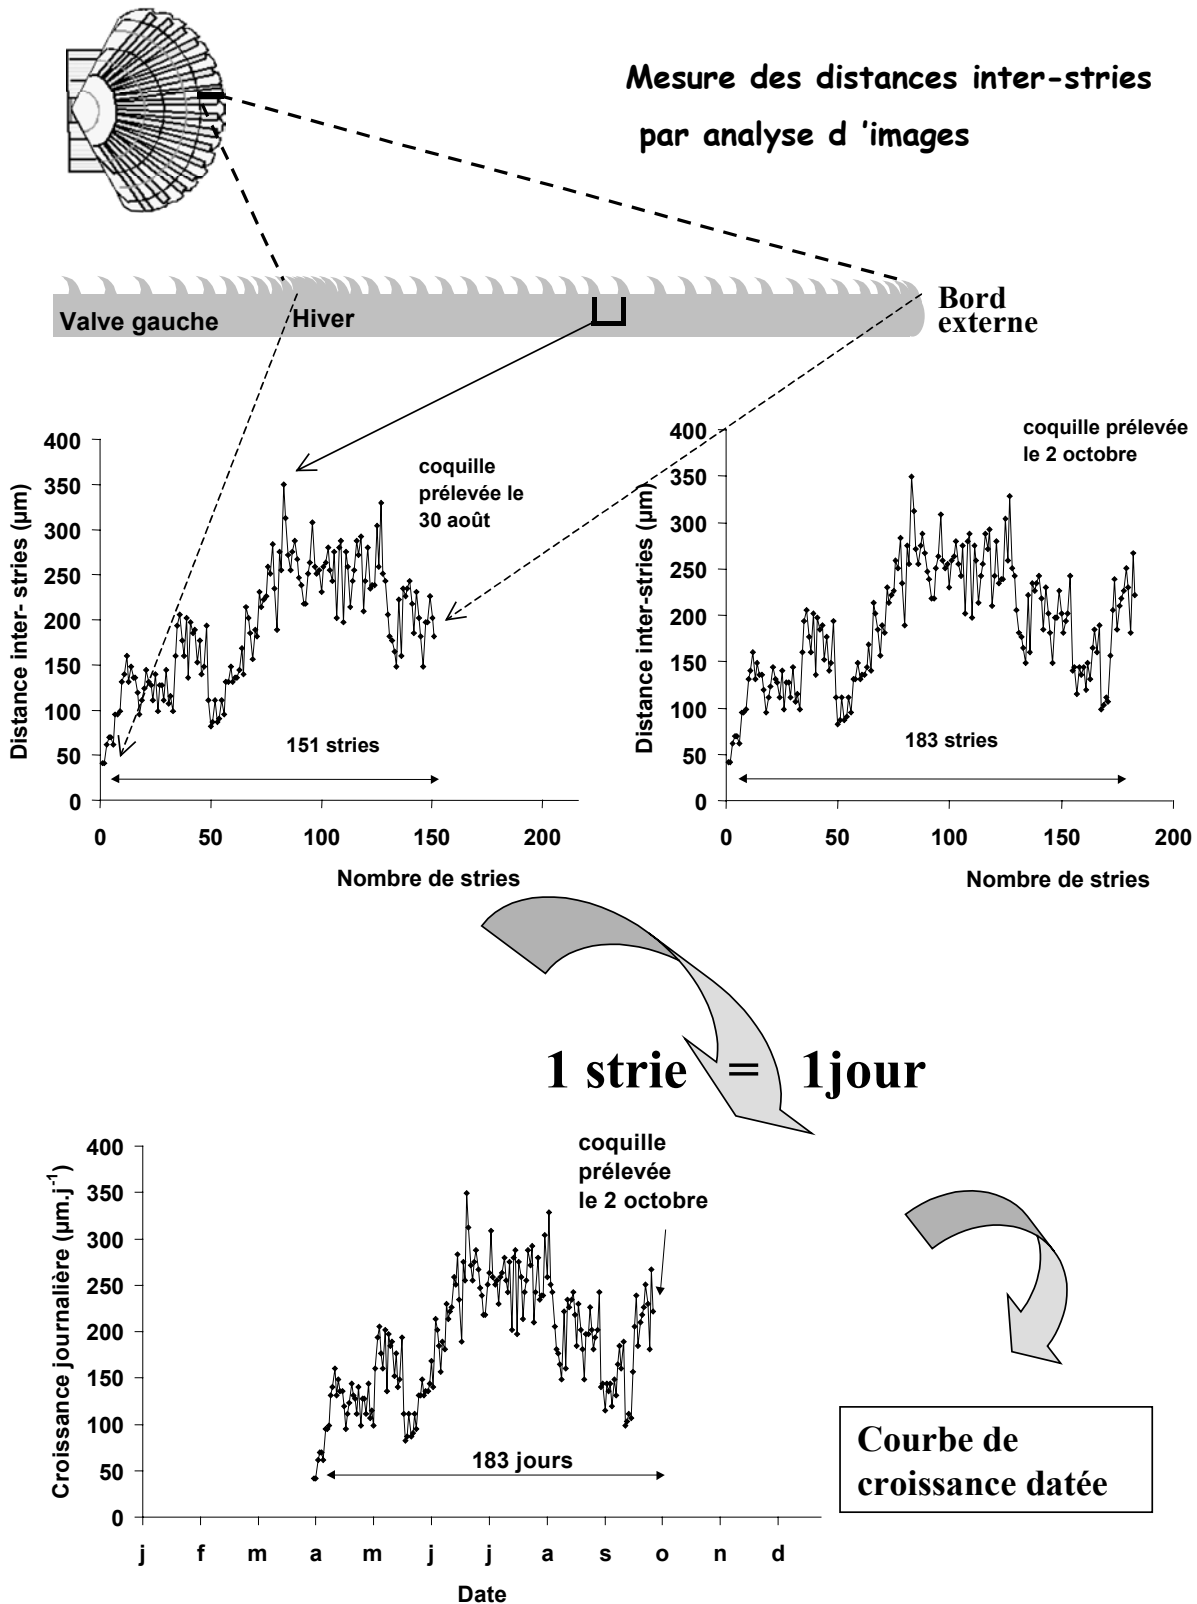 Mesure des distances inter-stries
par analyse d 'images
Valve gauche
Hiver
Bord
externe
Distance inter- stries (µm)
400
350
300
250
200
150
100
50
0
0 50 100 150 200
Nombre de stries
coquille
prélevée le
30 août
151 stries
Distance inter-stries (µm)
400
350
300
250
200
150
100
50
0
0 50 100 150 200
Nombre de stries
coquille prélevée
le 2 octobre
183 stries
1 strie = 1jour
Croissance journalière (µm.j-1)
400
350
300
250
200
150
100
50
0
j f m a m j j a s o n d
Date
coquille
prélevée
le 2 octobre
183 jours
Courbe de
croissance datée